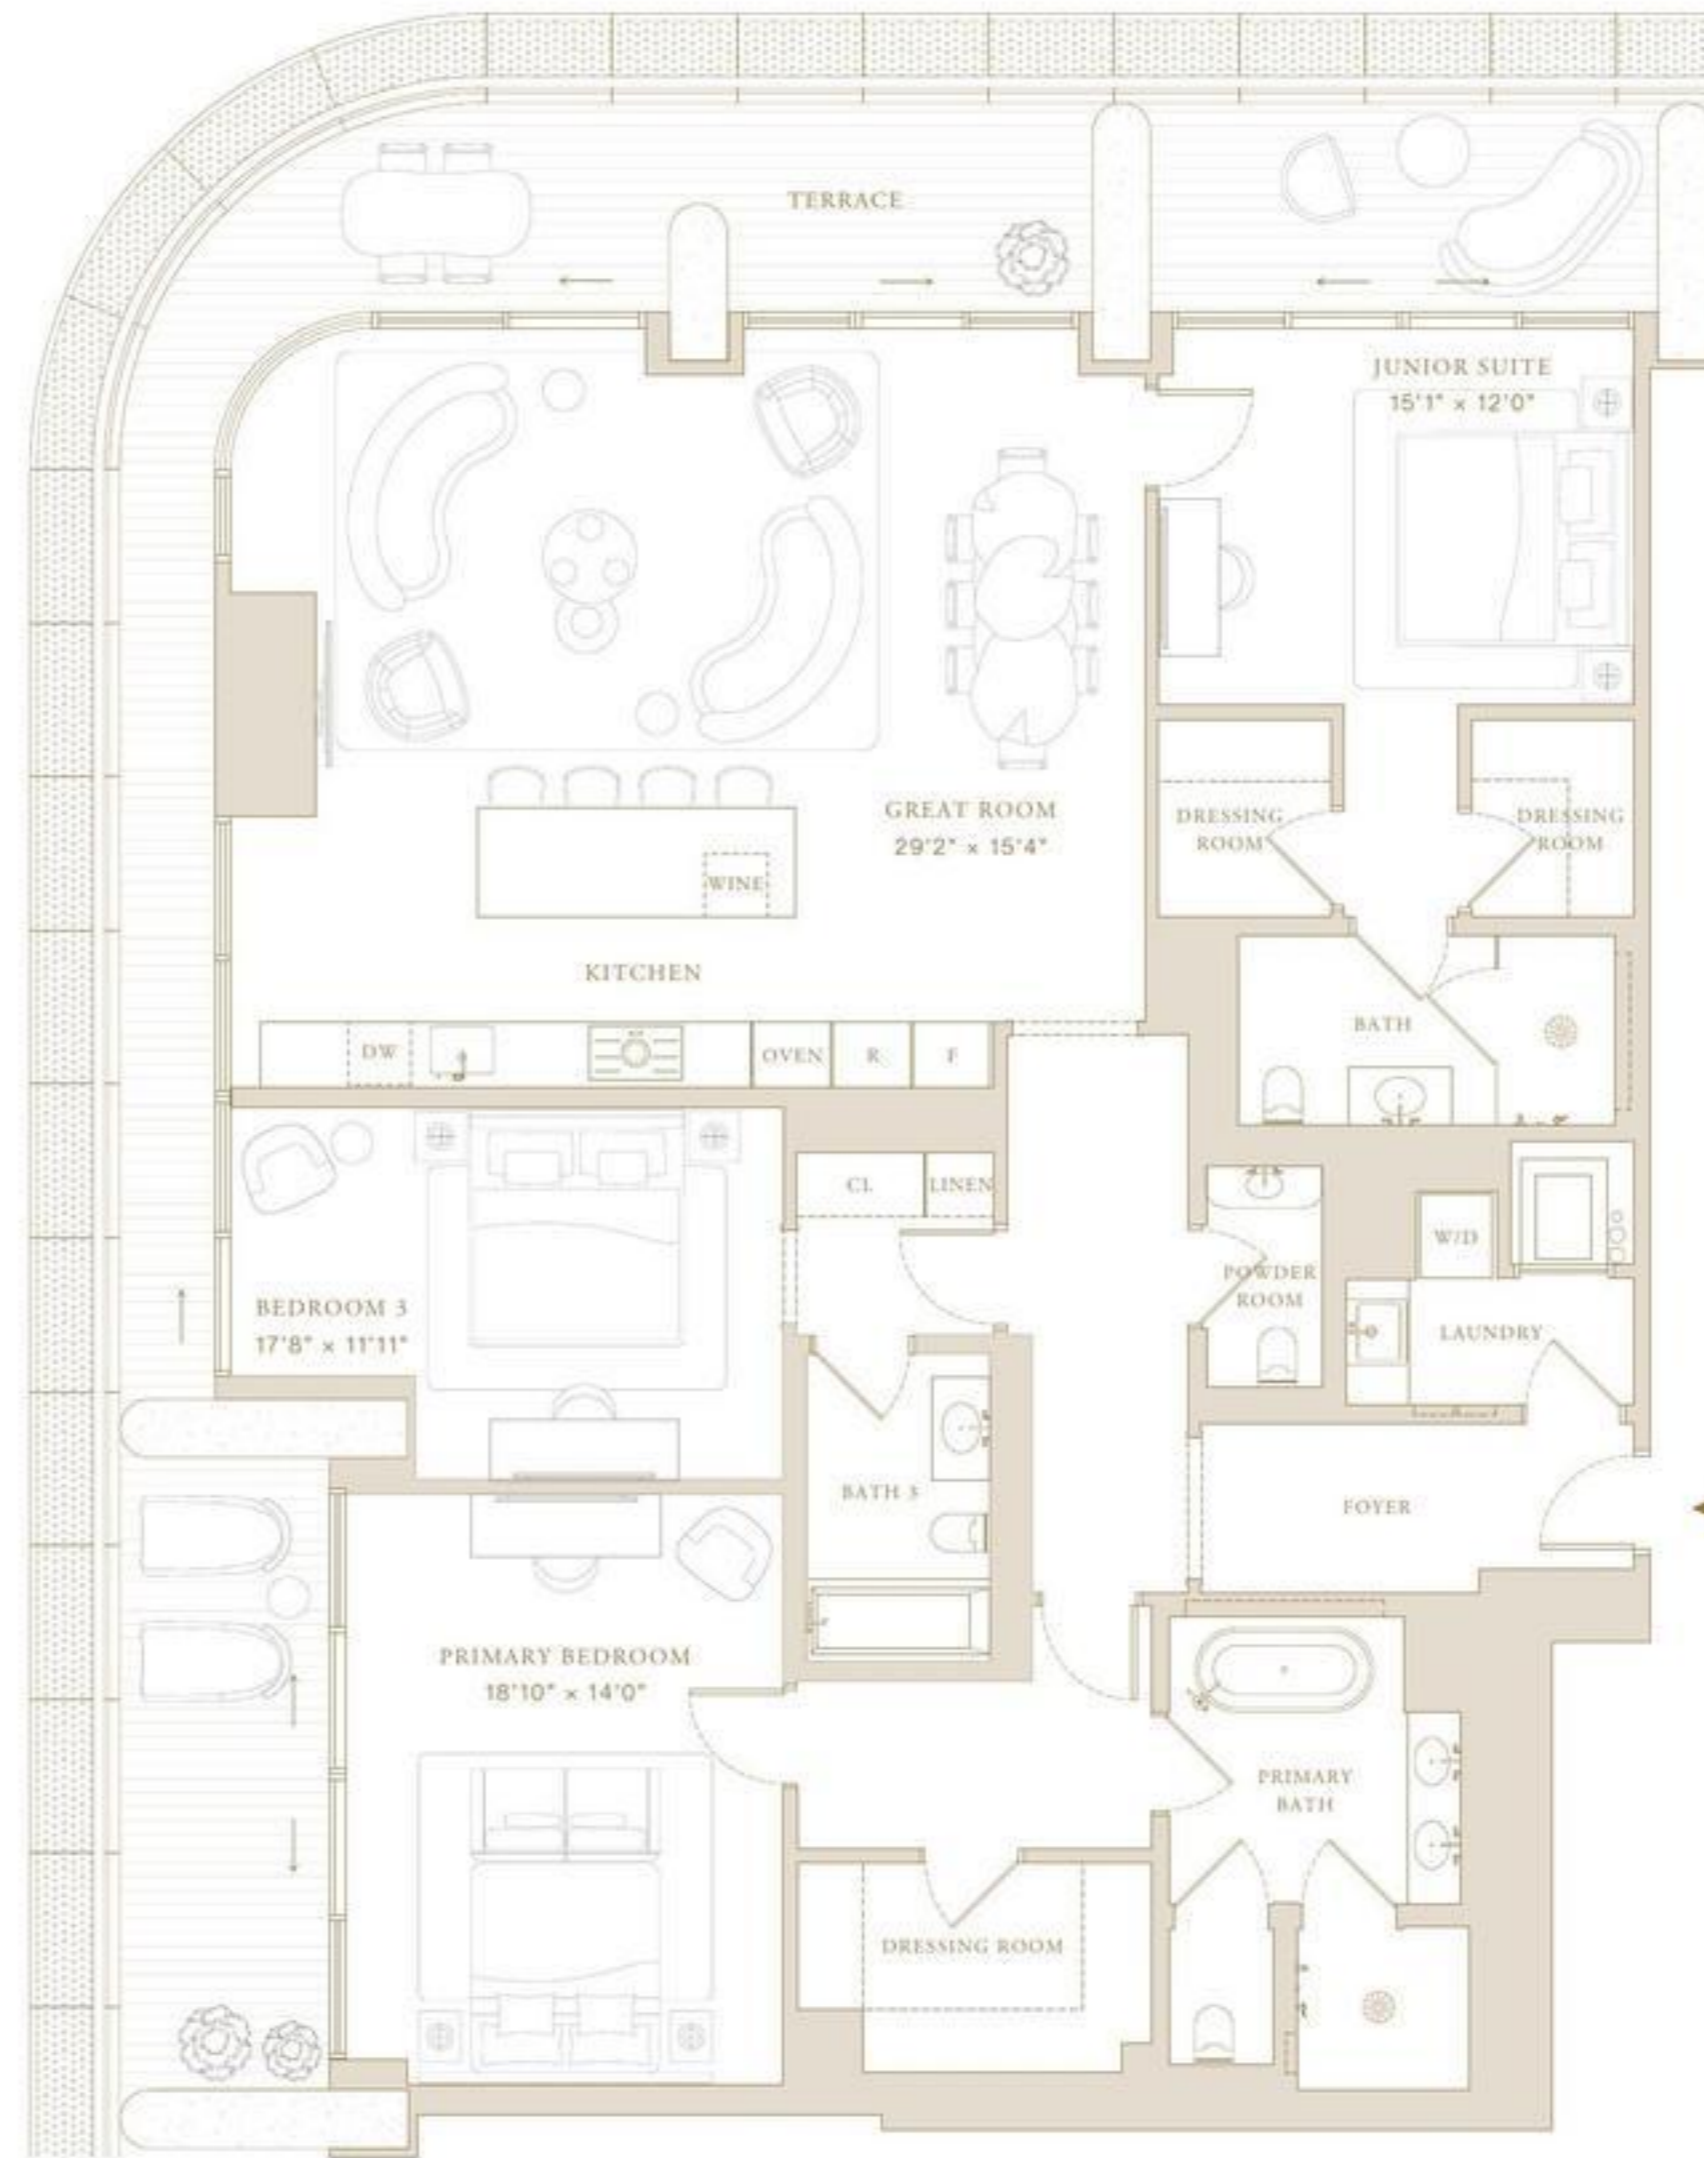 TERRACE
JUNIOR SUITE
15'1" × 12'0"
GREAT ROOM
29'2" × 15'4"
DRESSING
ROOM
DRESSING
ROOM
WINE
KITCHEN
BATH
DW
OVEN
R
F
CL
LINEN
W/D
POWDER
ROOM
BEDROOM 3
17'8" × 11'11"
LAUNDRY
BATH 3
FOYER
PRIMARY BEDROOM
18'10" × 14'0"
PRIMARY
BATH
DRESSING ROOM